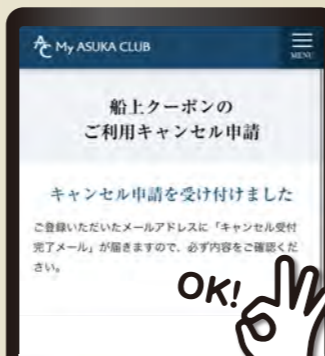 My ASUKA CLUB
MENU
船上クーポンの
ご利用キャンセル申請
キャンセル申請を受け付けました
ご登録いただいたメールアドレスに「キャンセル受付
完了メール」が届きますので、必ず内容をご確認くだ
さい。
OK!